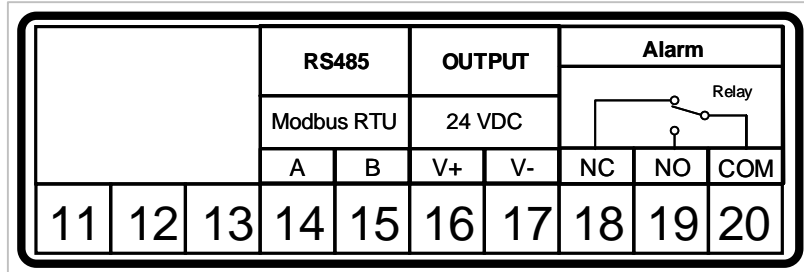 RS485 OUTPUT Alarm
Relay
Modbus RTU 24 VDC
A B V+ V- NC NO COM
11 12 13 14 15 16 17 18 19 20